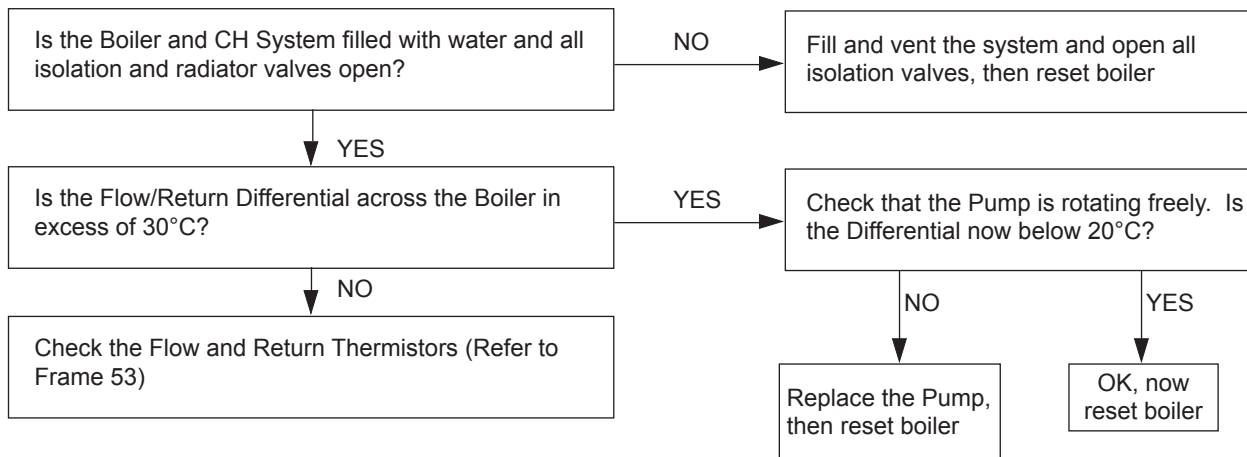 Is the Boiler and CH System filled with water and all
isolation and radiator valves open?
NO
Fill and vent the system and open all
isolation valves, then reset boiler
YES
Is the Flow/Return Differential across the Boiler in
excess of 30°C?
YES
Check that the Pump is rotating freely.  Is
the Differential now below 20°C?
NO
Check the Flow and Return Thermistors (Refer to
Frame 53)
NO
Replace the Pump,
then reset boiler
YES
OK, now
reset boiler